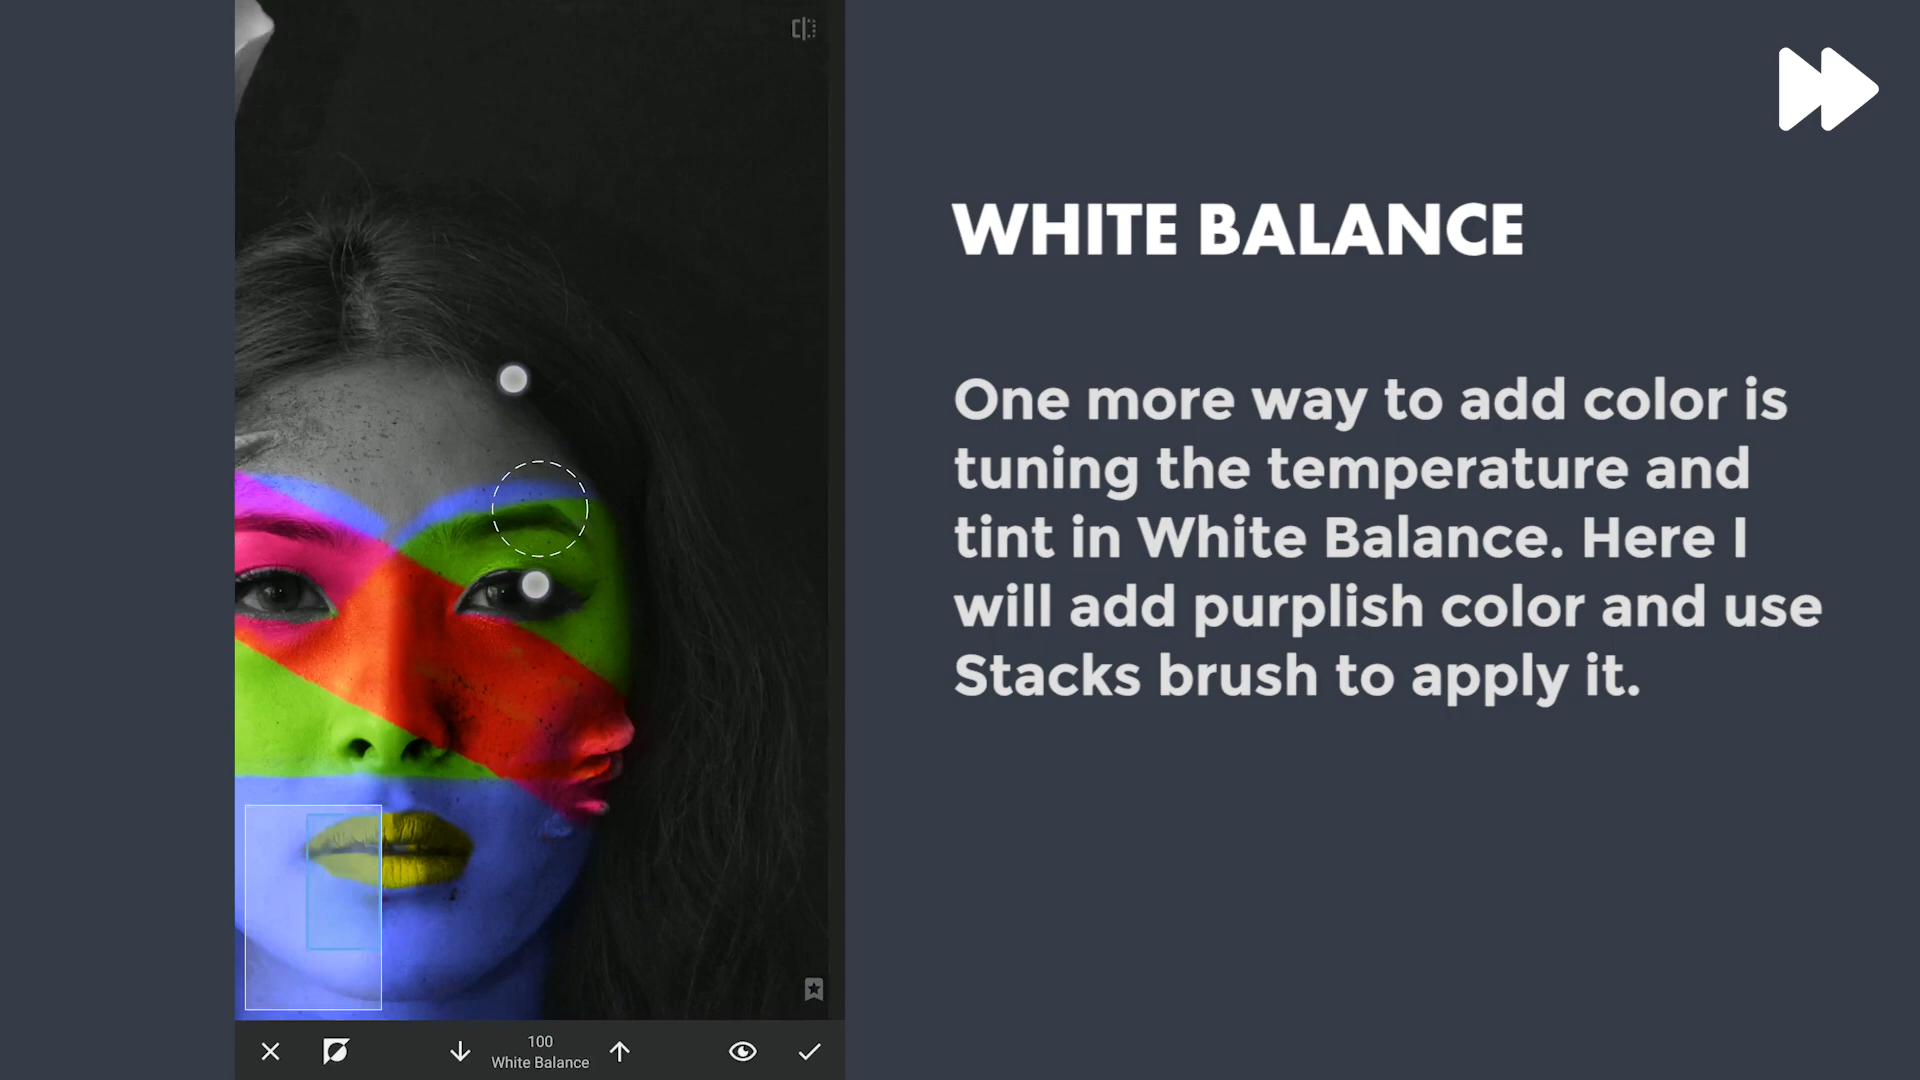 WHITE BALANCE
One more way to add color is
tuning the temperature and
tint in White Balance. Here I
will add purplish color and use
Stacks brush to apply it.
100
White Balance